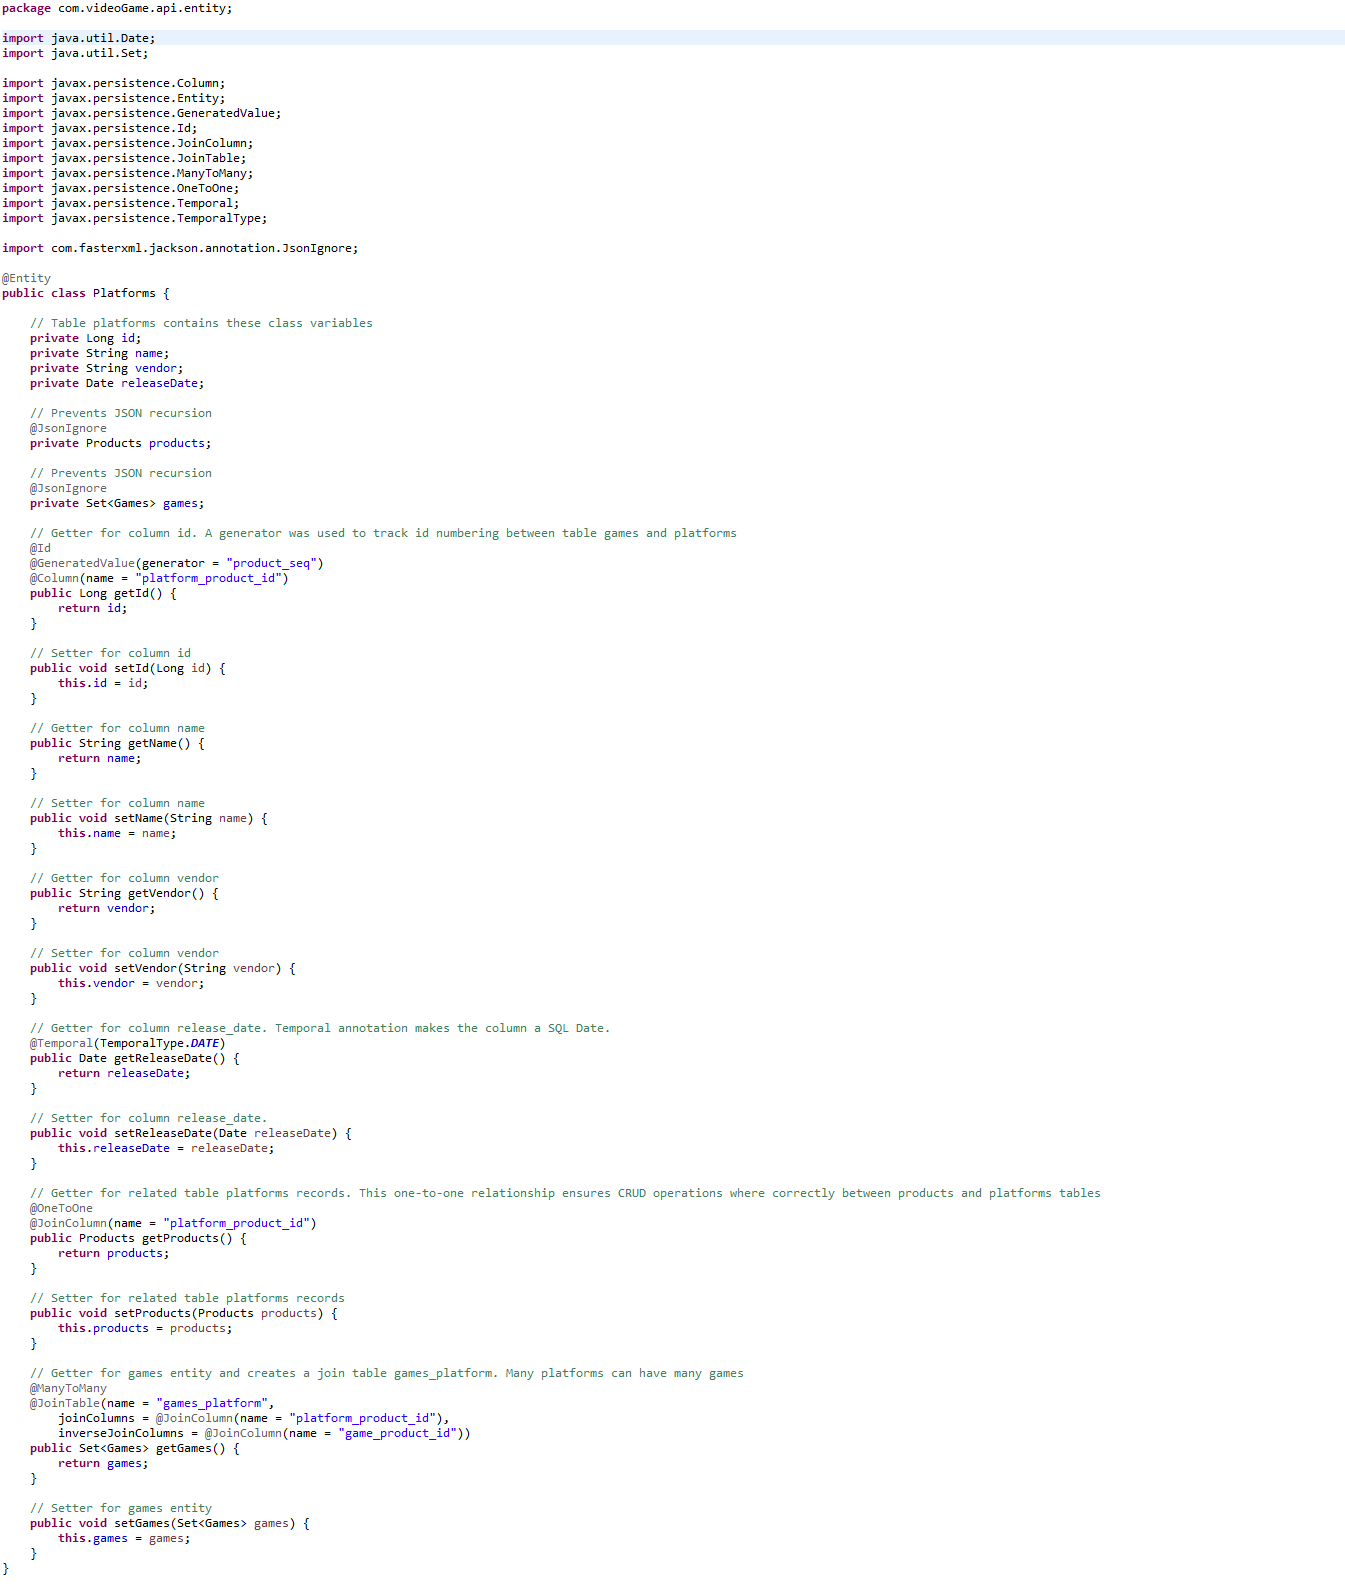 package com.videoGame.api.entity;
import java.util.Date;
import java.util.Set;
import javax.persistence.Column;
import javax.persistence.Entity;
import javax.persistence.GeneratedValue;
import javax.persistence.Id;
import javax.persistence.JoinColumn;
import javax.persistence.JoinTable;
import javax.persistence.ManyToMany;
import javax.persistence.OneToOne;
import javax.persistence.Temporal;
import javax.persistence.TemporalType;
import com.fasterxml.jackson.annotation.JsonIgnore;
@Entity
public class Platforms {
// Table platforms contains these class variables
private Long id;
private String name;
private String vendor;
private Date releaseDate;
// Prevents JSON recursion
@JsonIgnore
private Products products;
// Prevents JSON recursion
@JsonIgnore
private Set<Games> games;
// Getter for column id. A generator was used to track id numbering between table games and platforms
@Id
@GeneratedValue(generator = "product_seq")
@Column(name = "platform_product_id")
public Long getId() {
return id;
}
// Setter for column id
public void setId(Long id) {
this.id = id;
}
// Getter for column name
public String getName() {
return name;
}
// Setter for column name
public void setName(String name) {
this.name = name;
}
// Getter for column vendor
public String getVendor() {
return vendor;
}
// Setter for column vendor
public void setVendor(String vendor) {
this.vendor = vendor;
}
// Getter for column release_date. Temporal annotation makes the column a SQL Date.
@Temporal(TemporalType.DATE)
public Date getReleaseDate() {
return releaseDate;
}
// Setter for column release_date.
public void setReleaseDate(Date releaseDate) {
this.releaseDate = releaseDate;
}
// Getter for related table platforms records. This one-to-one relationship ensures CRUD operations where correctly between products and platforms tables
@OneToOne
@JoinColumn(name = "platform_product_id")
public Products getProducts() {
return products;
}
// Setter for related table platforms records
public void setProducts(Products products) {
this.products = products;
}
// Getter for games entity and creates a join table games_platform. Many platforms can have many games
@ManyToMany
@JoinTable(name = "games_platform",
joinColumns = @JoinColumn(name = "platform_product_id"),
inverseJoinColumns = @JoinColumn(name = "game_product_id"))
public Set<Games> getGames() {
return games;
}
// Setter for games entity
public void setGames(Set<Games> games) {
this.games = games;
}
}